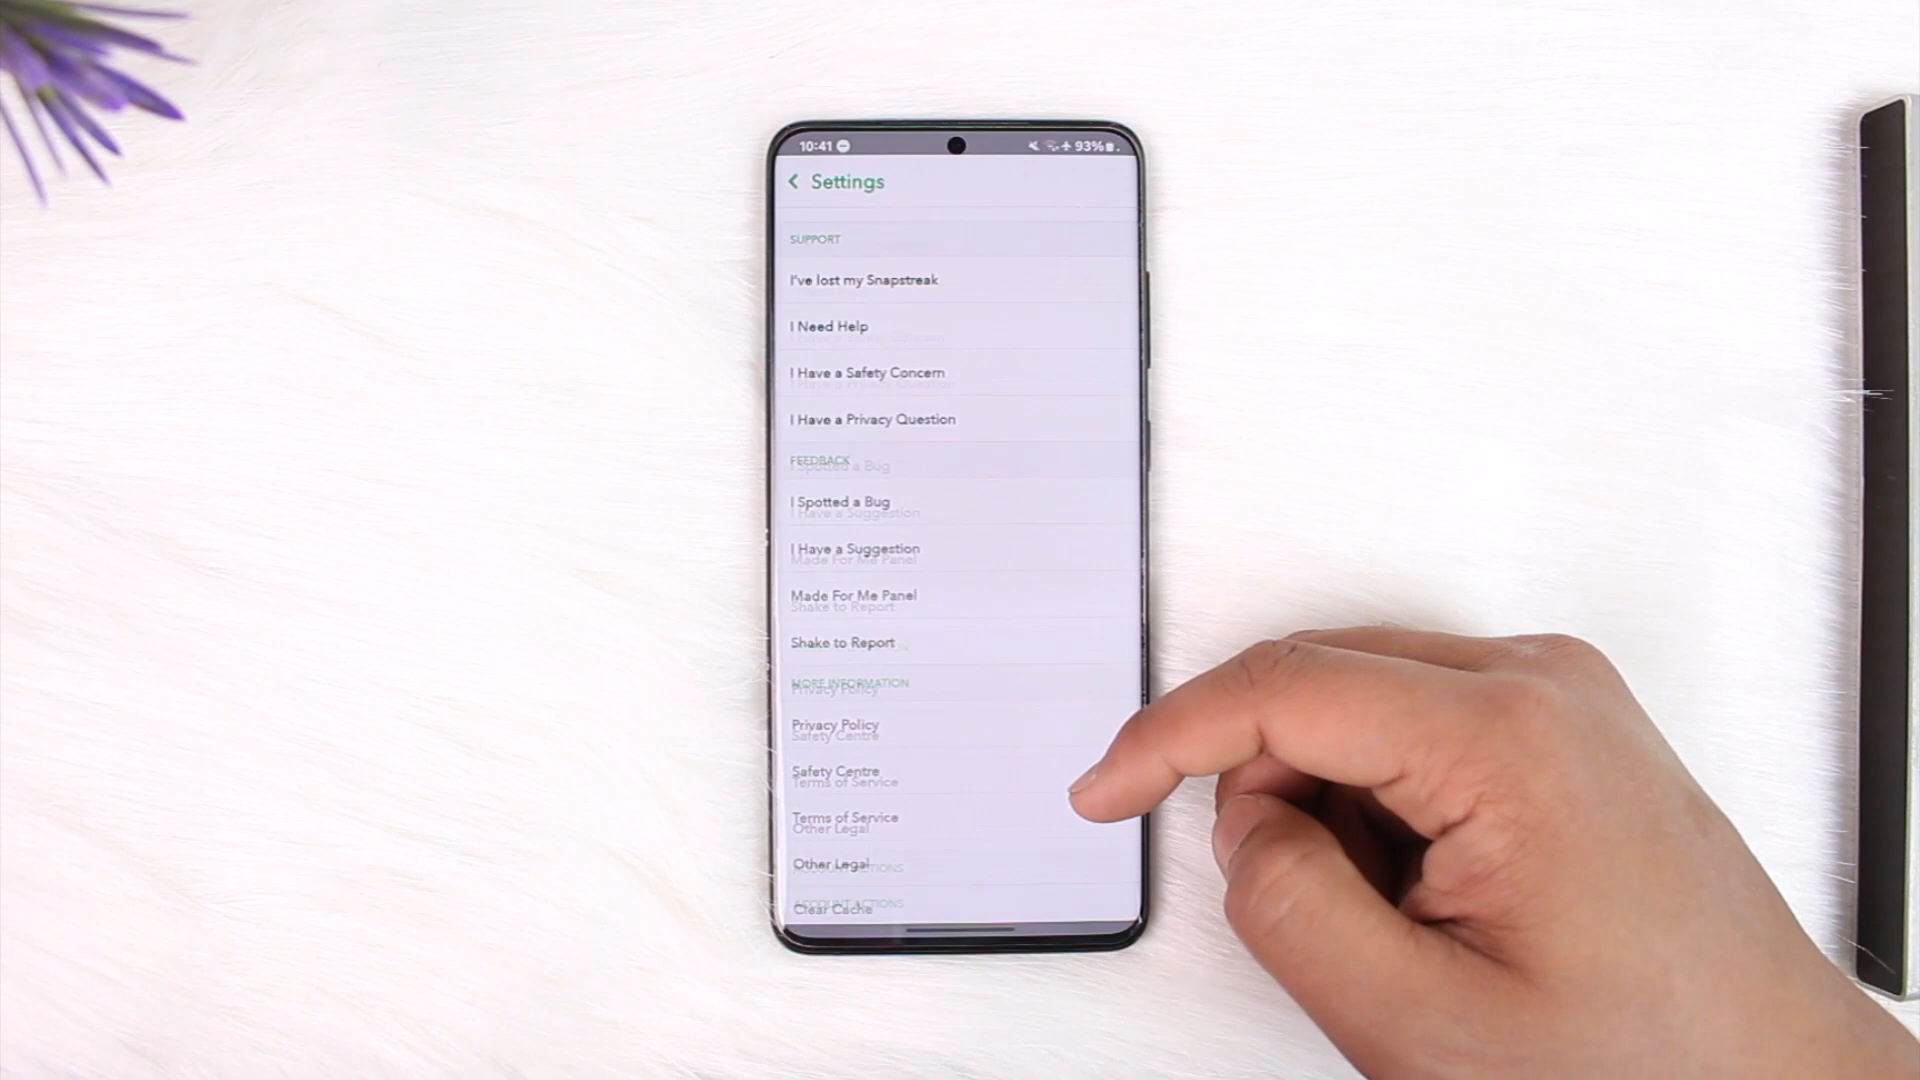 10:41
93%
Settings
SUPPORT
I've lost my Snapstreak
I Need Help
I Have a Safety Concern
I Have a Privacy Question
FEEDBACK
I Spotted a Bug
I Have a Suggestion
Made For Me Panel
Shake to Report
MORE INFORMATION
Privacy Policy
Safety Centre
Terms of Service
Other Legal
ACCOUNT ACTIONS
Clear Cache